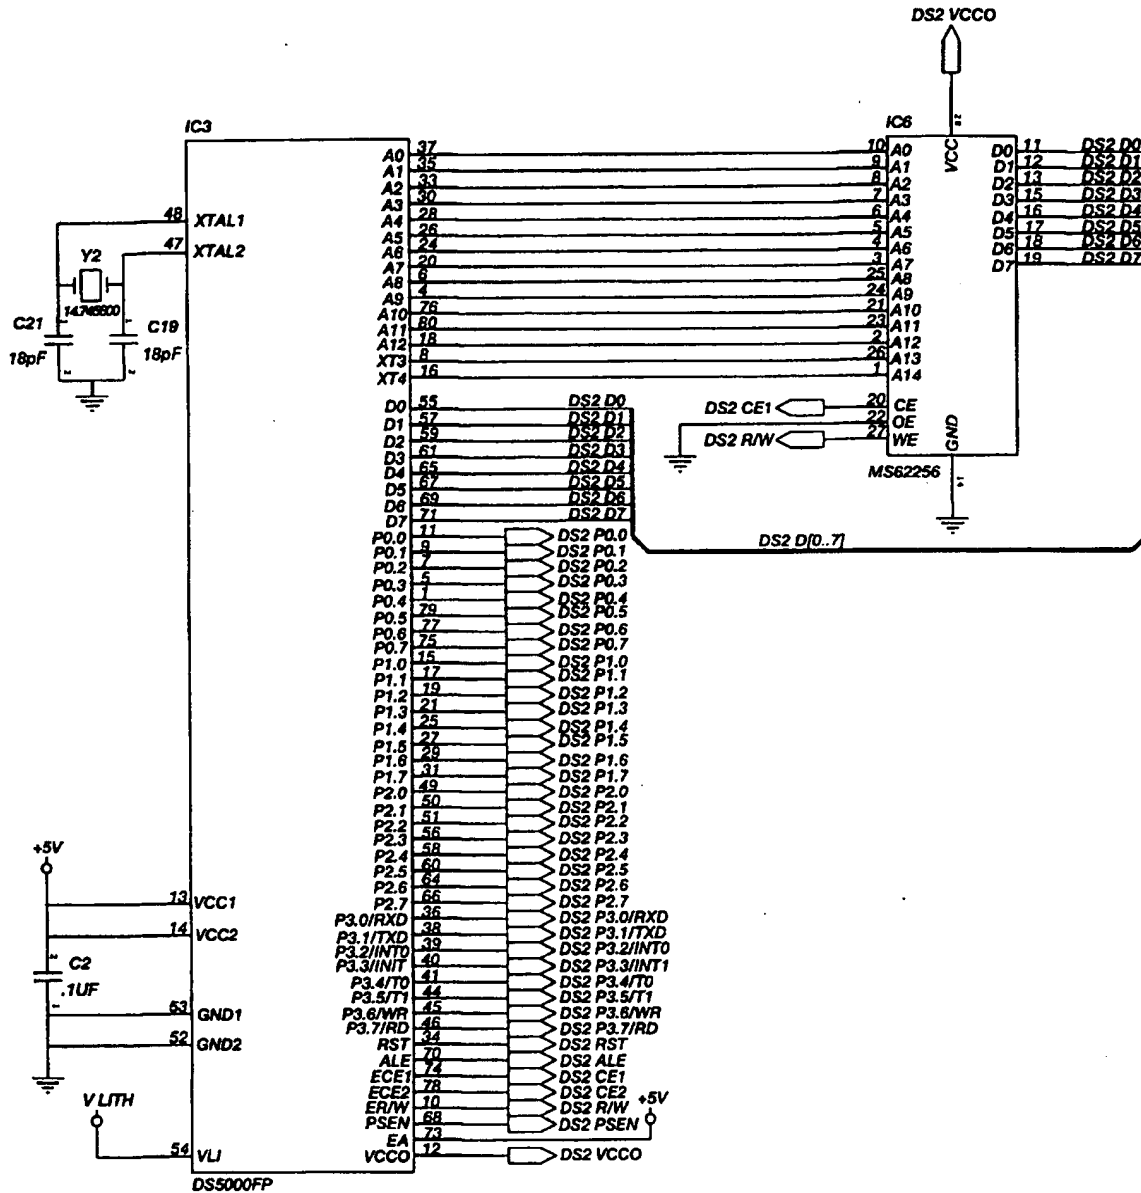 DS2 VCCO
IC3
IC6
XTAL1 48
XTAL2 47
Y2
14.745600
C21
18pF
C19
18pF
A0 37
A1 35
A2 33
A3 30
A4 28
A5 26
A6 24
A7 20
A8 6
A9 4
A10 76
A11 80
A12 18
XT3 8
XT4 16
10 A0
9 A1
8 A2
7 A3
6 A4
5 A5
4 A6
3 A7
25 A8
24 A9
21 A10
23 A11
2 A12
26 A13
1 A14
VCC
D0 11 DS2 D0
D1 12 DS2 D1
D2 13 DS2 D2
D3 15 DS2 D3
D4 16 DS2 D4
D5 17 DS2 D5
D6 18 DS2 D6
D7 19 DS2 D7
DS2 CE1 20 CE
22 OE
DS2 R/W 27 WE
GND
MS62256
D0 55 DS2 D0
D1 57 DS2 D1
D2 59 DS2 D2
D3 61 DS2 D3
D4 65 DS2 D4
D5 67 DS2 D5
D6 69 DS2 D6
D7 71 DS2 D7
DS2 D[0..7]
P0.0 11 DS2 P0.0
P0.1 9 DS2 P0.1
P0.2 7 DS2 P0.2
P0.3 5 DS2 P0.3
P0.4 1 DS2 P0.4
P0.5 79 DS2 P0.5
P0.6 77 DS2 P0.6
P0.7 75 DS2 P0.7
P1.0 15 DS2 P1.0
P1.1 17 DS2 P1.1
P1.2 19 DS2 P1.2
P1.3 21 DS2 P1.3
P1.4 25 DS2 P1.4
P1.5 27 DS2 P1.5
P1.6 29 DS2 P1.6
P1.7 31 DS2 P1.7
P2.0 49 DS2 P2.0
P2.1 50 DS2 P2.1
P2.2 51 DS2 P2.2
P2.3 56 DS2 P2.3
P2.4 58 DS2 P2.4
P2.5 60 DS2 P2.5
P2.6 64 DS2 P2.6
P2.7 66 DS2 P2.7
P3.0/RXD 36 DS2 P3.0/RXD
P3.1/TXD 38 DS2 P3.1/TXD
P3.2/INT0 39 DS2 P3.2/INT0
P3.3/INIT 40 DS2 P3.3/INT1
P3.4/T0 41 DS2 P3.4/T0
P3.5/T1 44 DS2 P3.5/T1
P3.6/WR 45 DS2 P3.6/WR
P3.7/RD 46 DS2 P3.7/RD
RST 34 DS2 RST
ALE 70 DS2 ALE
ECE1 74 DS2 CE1
ECE2 78 DS2 CE2
ER/W 10 DS2 R/W
PSEN 68 DS2 PSEN
EA 73 +5V
VCCO 12 DS2 VCCO
+5V
13 VCC1
14 VCC2
C2
.1UF
63 GND1
52 GND2
V LITH
54 VLI
DS5000FP